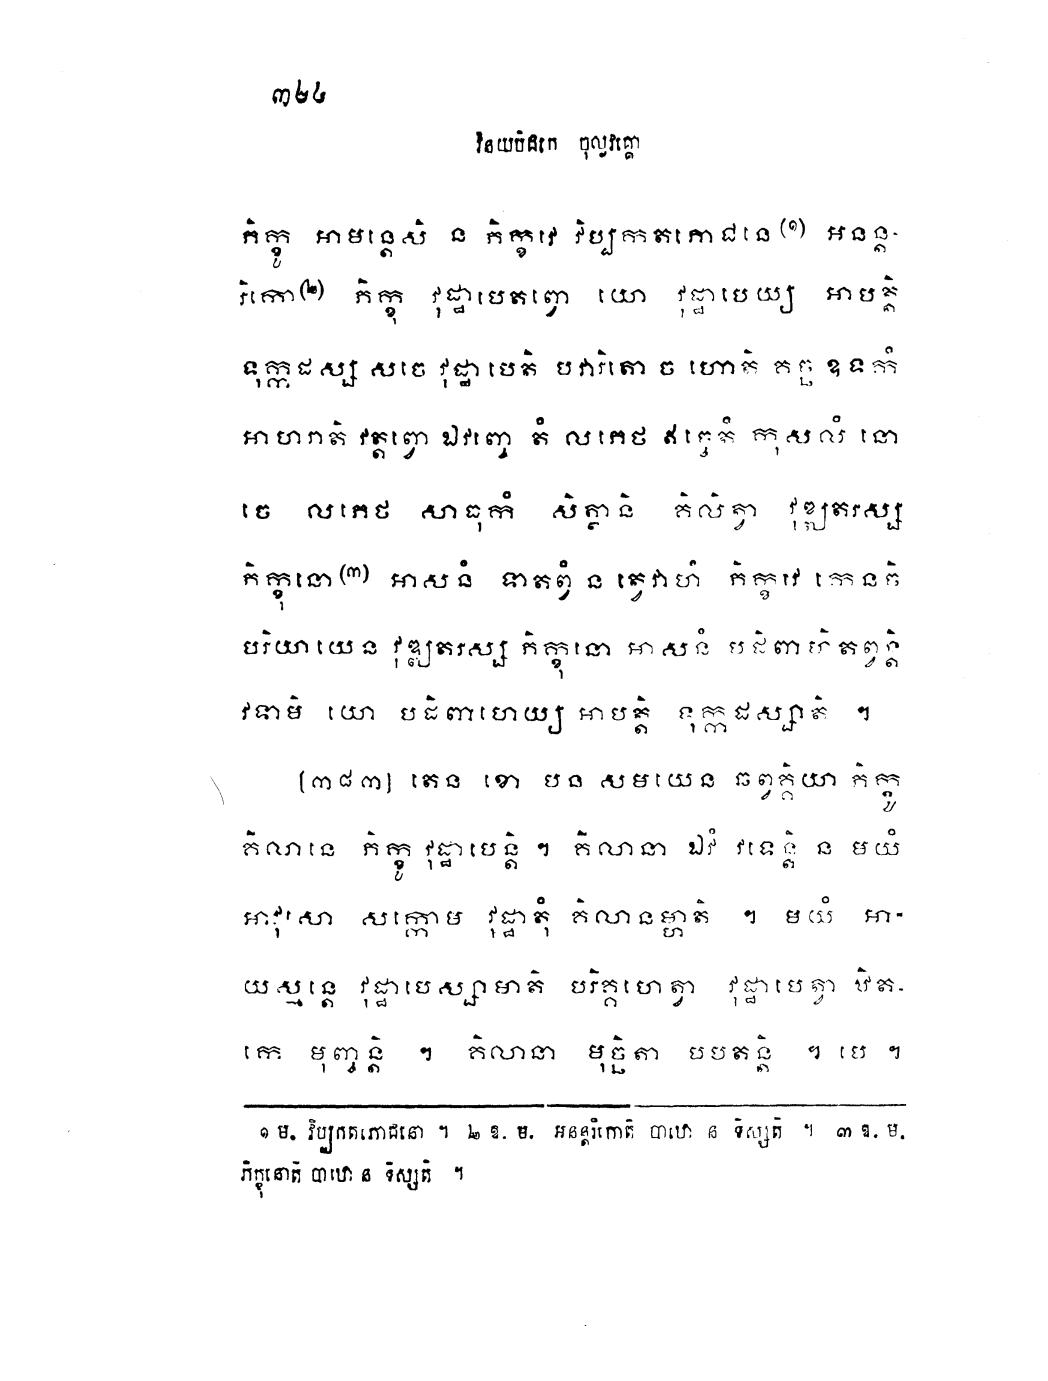 ៣២៤
វិនយបិដកេ ចុល្លវគ្គោ
ភិក្ខូ អាមន្តេសិ ន ភិក្ខវេ វិប្បកតភោជនេ(១) អនន្ត-
រិកោ(២) ភិក្ខុ វុដ្ឋាបេតព្វោ យោ វុដ្ឋាបេយ្យ អាបត្តិ
ទុក្កដស្ស សចេ វុដ្ឋាបេតិ បវារិតោ ច ហោតិ គច្ឆ ឧទកំ
អាហរាតិ វត្តព្វោ ឯវញ្ចេ តំ លភេថ ឥច្ចេតំ កុសលំ នោ
ចេ លភេថ សាធុកំ សិត្ថានិ គិលិត្វា វុឌ្ឍតរស្ស
ភិក្ខុនោ(៣) អាសនំ ទាតព្វំ ន ត្វេវាហំ ភិក្ខវេ កេនចិ
បរិយាយេន វុឌ្ឍតរស្ស ភិក្ខុនោ អាសនំ បដិពាហិតព្វន្តិ
វទាមិ យោ បដិពាហេយ្យ អាបត្តិ ទុក្កដស្សាតិ ។
[៣៨៣] តេន ខោ បន សមយេន ឆព្វគ្គិយា ភិក្ខូ
គិលានេ ភិក្ខូ វុដ្ឋាបេន្តិ ។ គិលានា ឯវំ វទេន្តិ ន មយំ
អាវុសោ សក្កោម វុដ្ឋាតុំ គិលានម្ហាតិ ។ មយំ អា-
យស្មន្តេ វុដ្ឋាបេស្សាមាតិ បរិគ្គហេត្វា វុដ្ឋាបេត្វា ឋិត-
កេ មុញ្ចន្តិ ។ គិលានា មុច្ឆិតា បបតន្តិ ។ បេ ។
១ ម. វិប្បកតភោជនោ ។ ២ ឱ. ម. អនន្តរិកោតិ បាឋោ ន ទិស្សតិ ។ ៣ ឱ. ម.
ភិក្ខុនោតិ បាឋោ ន ទិស្សតិ ។